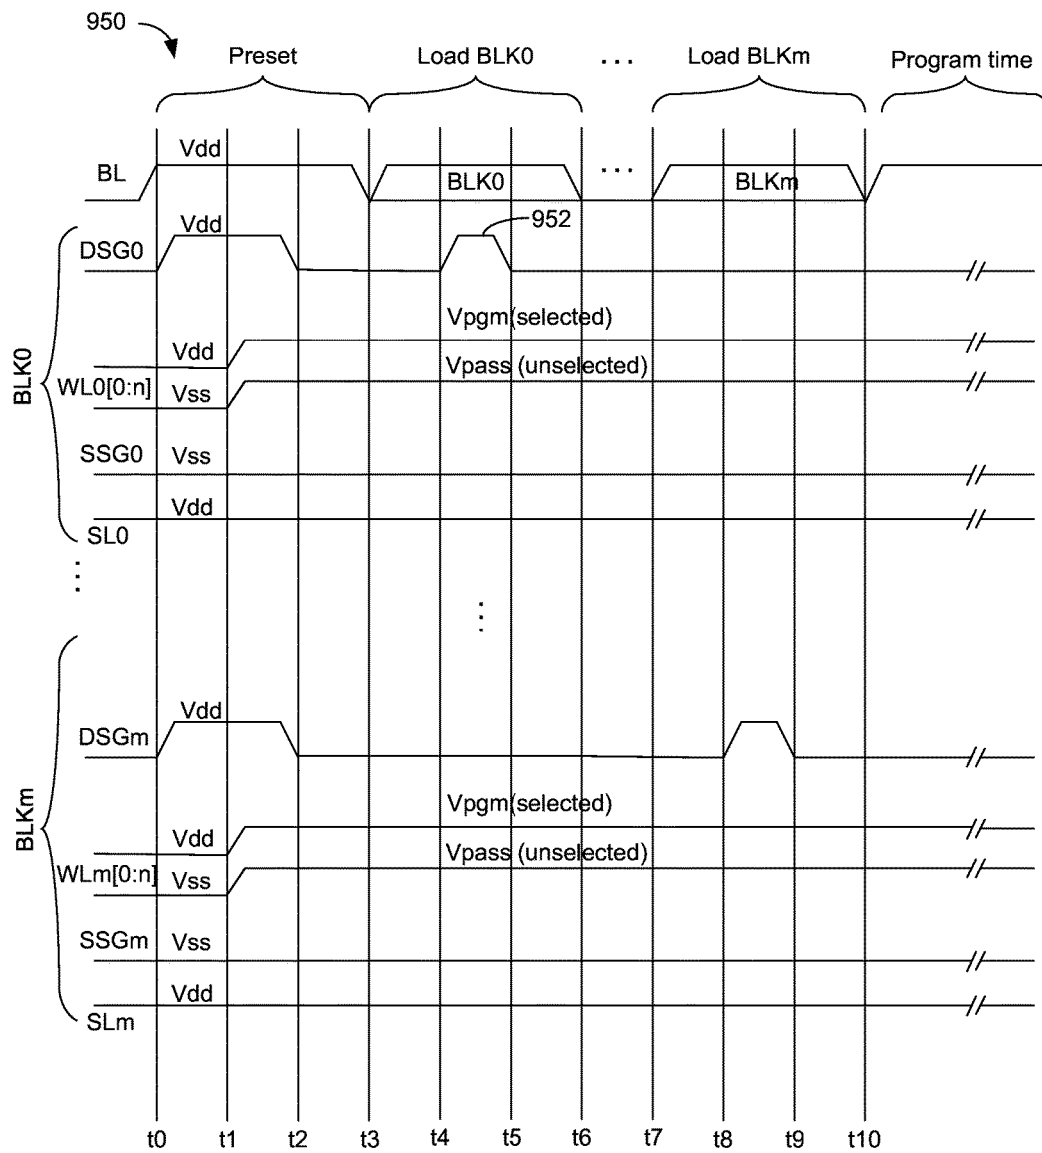 950
Preset
Load BLK0
. . .
Load BLKm
Program time
BL
Vdd
BLK0
. . .
BLKm
952
BLK0
DSG0
Vdd
Vpgm(selected)
Vdd
Vpass (unselected)
WL0[0:n]
Vss
SSG0
Vss
Vdd
SL0
. . .
. . .
BLKm
DSGm
Vdd
Vpgm(selected)
Vdd
Vpass (unselected)
WLm[0:n]
Vss
SSGm
Vss
Vdd
SLm
t0 t1 t2 t3 t4 t5 t6 t7 t8 t9 t10